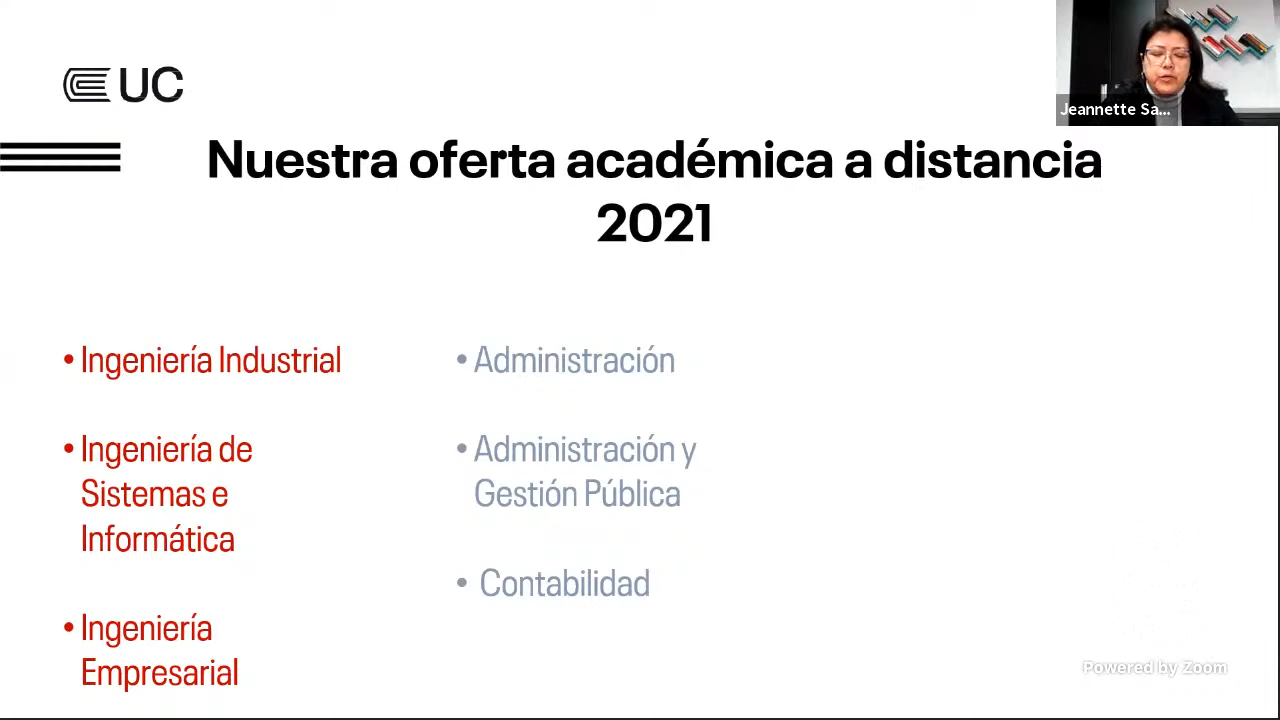 UC
Jeannette Sa...
Nuestra oferta académica a distancia
2021
• Ingeniería Industrial
• Ingeniería de
Sistemas e
Informática
• Ingeniería
Empresarial
• Administración
• Administración y
Gestión Pública
• Contabilidad
Powered by Zoom